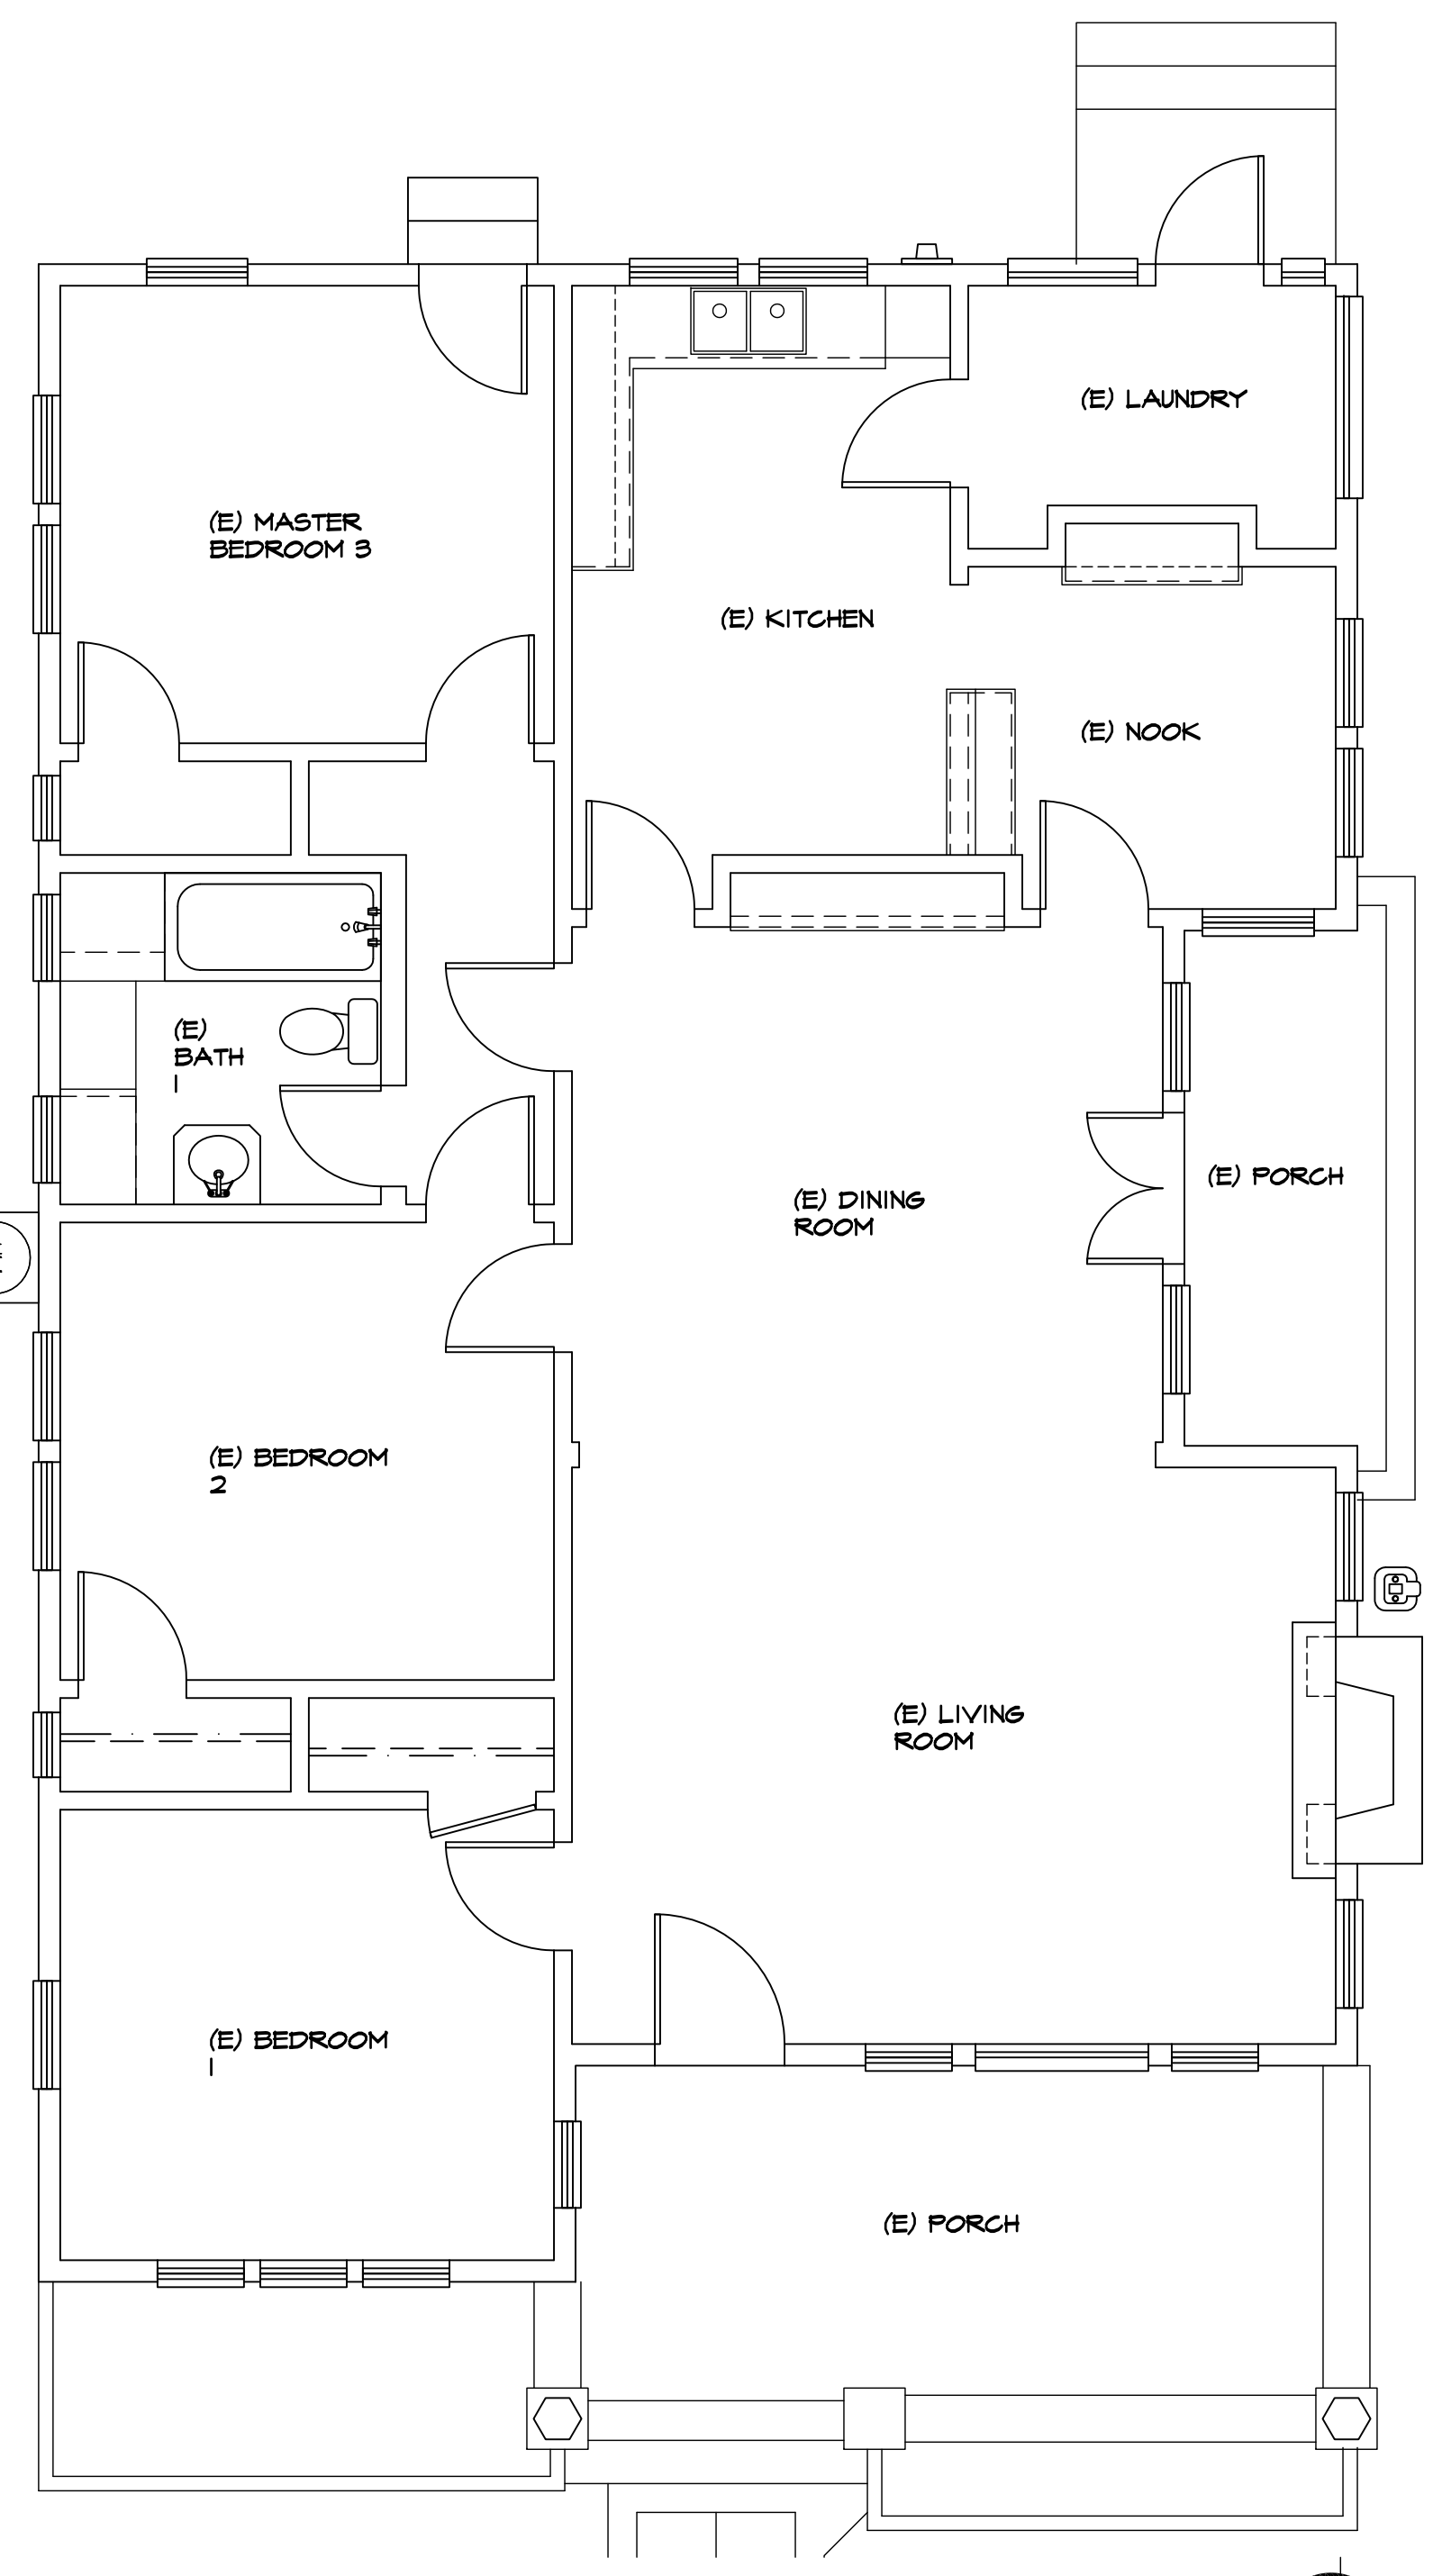 (E) LAUNDRY
(E) MASTER
BEDROOM 3
(E) KITCHEN
(E) NOOK
(E)
BATH
1
(E) PORCH
(E) DINING
ROOM
(E) BEDROOM
2
(E) LIVING
ROOM
(E) BEDROOM
1
(E) PORCH